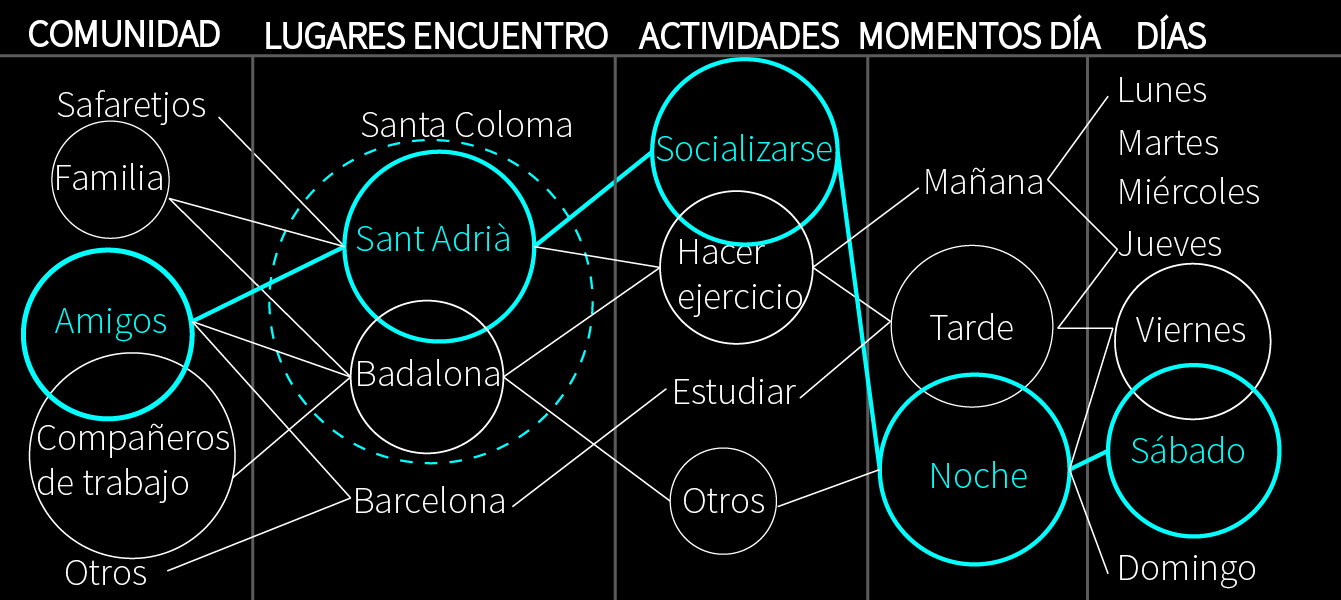 COMUNIDAD
LUGARES ENCUENTRO
ACTIVIDADES
MOMENTOS DÍA
DÍAS
Safaretjos
Familia
Amigos
Compañeros
de trabajo
Otros
Santa Coloma
Sant Adrià
Badalona
Barcelona
Socializarse
Hacer
ejercicio
Estudiar
Otros
Mañana
Tarde
Noche
Lunes
Martes
Miércoles
Jueves
Viernes
Sábado
Domingo